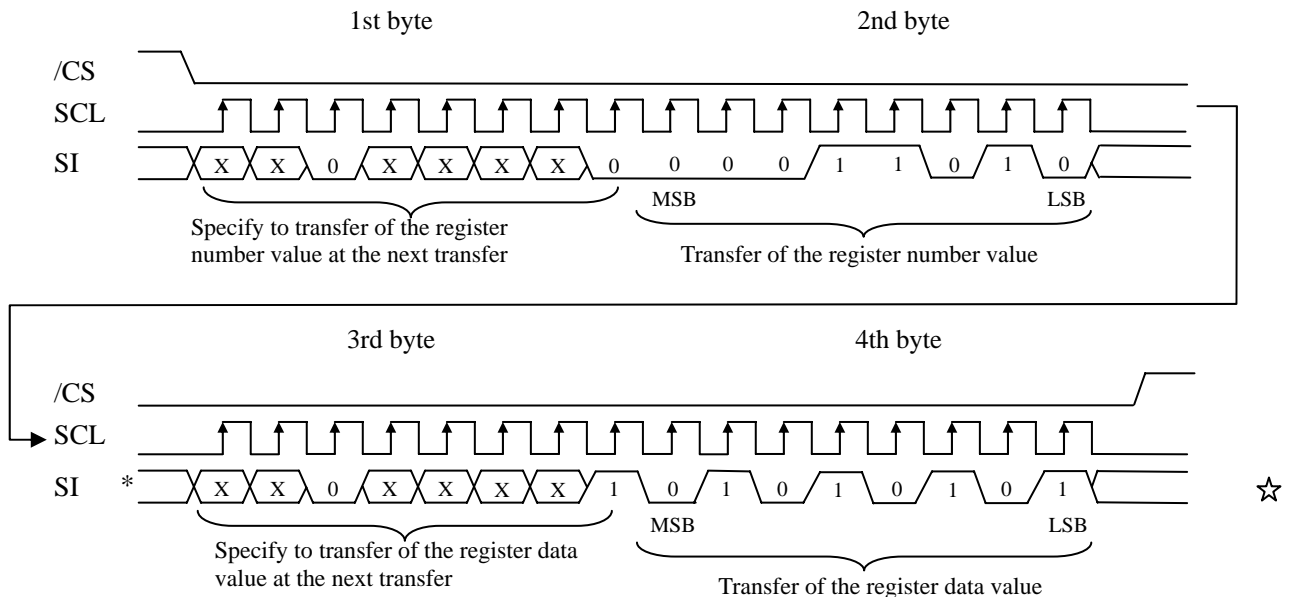 1st byte 2nd byte
/CS
SCL
SI X X 0 X X X X 0 0 0 0 1 1 0 1 0
MSB LSB
Specify to transfer of the register
number value at the next transfer
Transfer of the register number value
3rd byte 4th byte
/CS
SCL
SI * X X 0 X X X X 1 0 1 0 1 0 1 0 1 ☆
MSB LSB
Specify to transfer of the register data
value at the next transfer
Transfer of the register data value